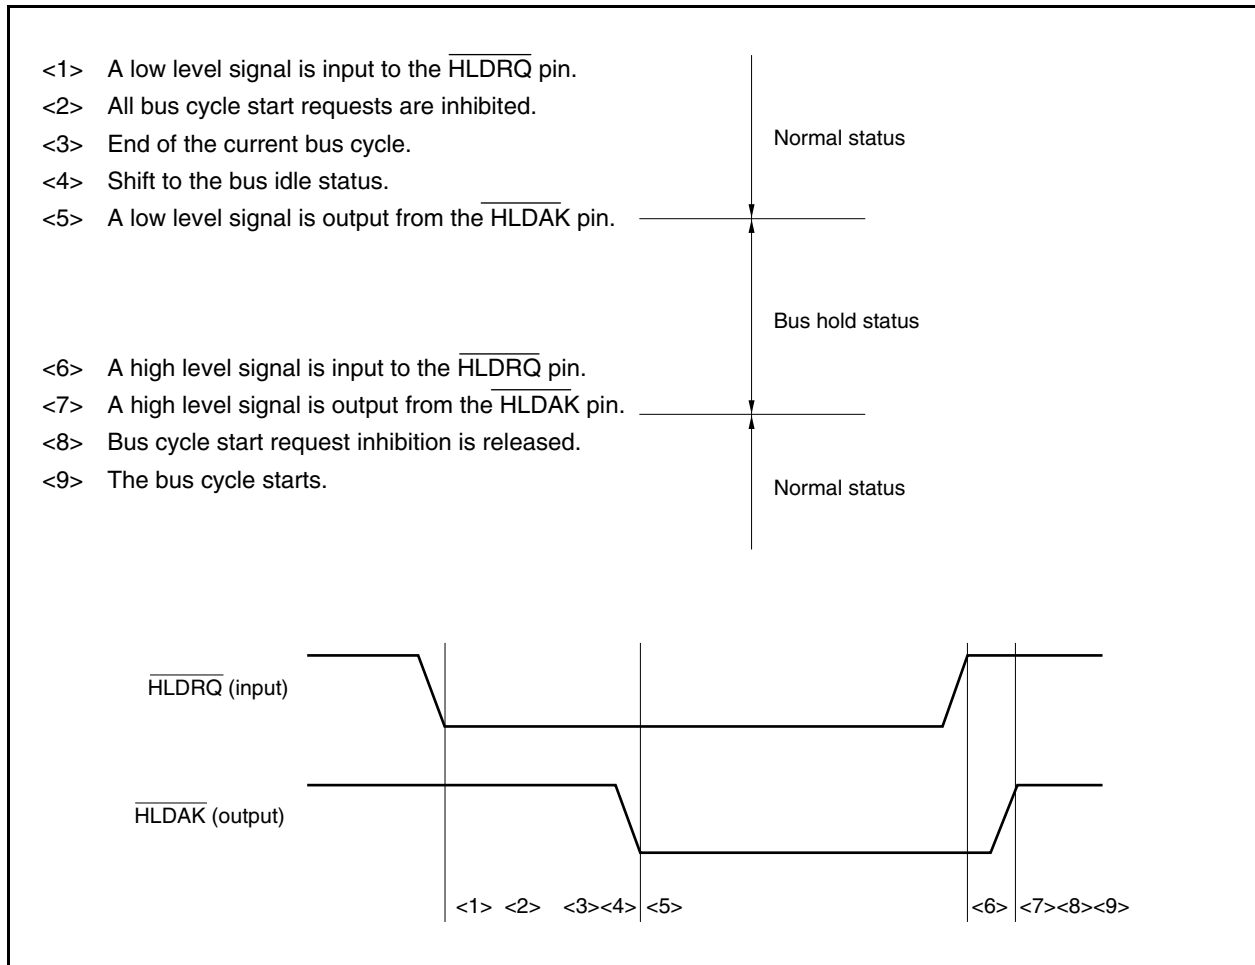 <1> A low level signal is input to the HLDRQ pin.
<2> All bus cycle start requests are inhibited.
<3> End of the current bus cycle.
<4> Shift to the bus idle status.
<5> A low level signal is output from the HLDAK pin.
Normal status
Bus hold status
<6> A high level signal is input to the HLDRQ pin.
<7> A high level signal is output from the HLDAK pin.
<8> Bus cycle start request inhibition is released.
<9> The bus cycle starts.
Normal status
HLDRQ (input)
HLDAK (output)
<1> <2> <3><4> <5> <6> <7><8><9>